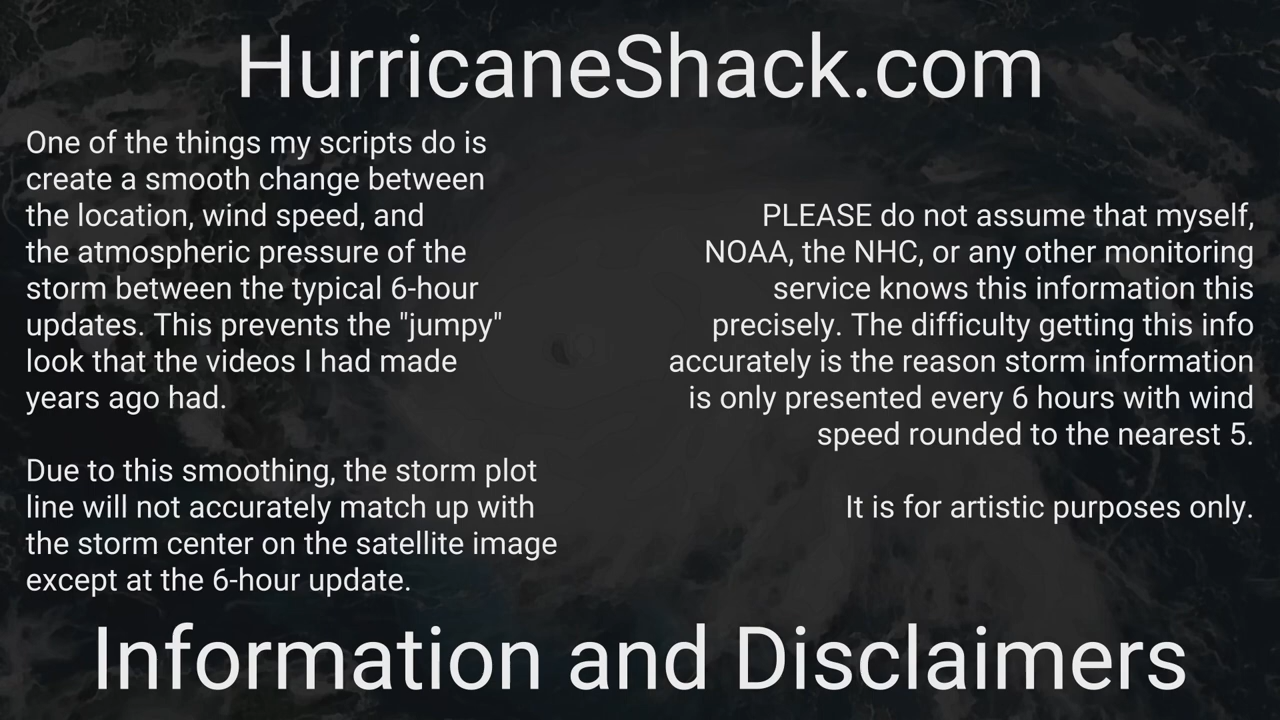 HurricaneShack.com
One of the things my scripts do is
create a smooth change between
the location, wind speed, and
the atmospheric pressure of the
storm between the typical 6-hour
updates. This prevents the "jumpy"
look that the videos I had made
years ago had.
Due to this smoothing, the storm plot
line will not accurately match up with
the storm center on the satellite image
except at the 6-hour update.
PLEASE do not assume that myself,
NOAA, the NHC, or any other monitoring
service knows this information this
precisely. The difficulty getting this info
accurately is the reason storm information
is only presented every 6 hours with wind
speed rounded to the nearest 5.
It is for artistic purposes only.
Information and Disclaimers